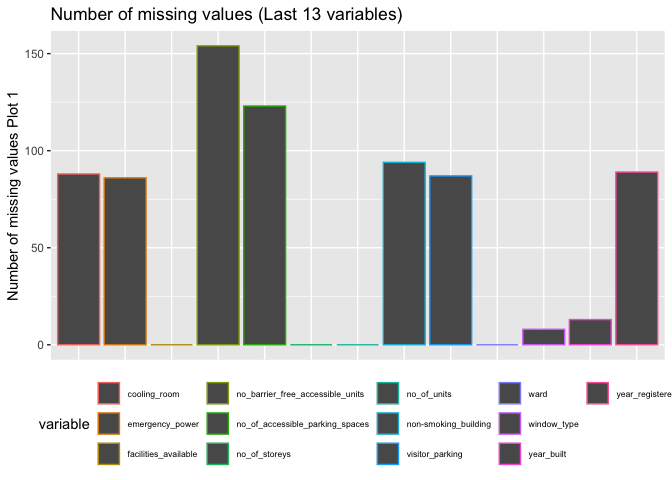 Number of missing values (Last 13 variables)
Number of missing values Plot 1
150
100
50
0
variable
cooling_room
emergency_power
facilities_available
no_barrier_free_accessible_units
no_of_accessible_parking_spaces
no_of_storeys
no_of_units
non-smoking_building
visitor_parking
ward
window_type
year_built
year_registere